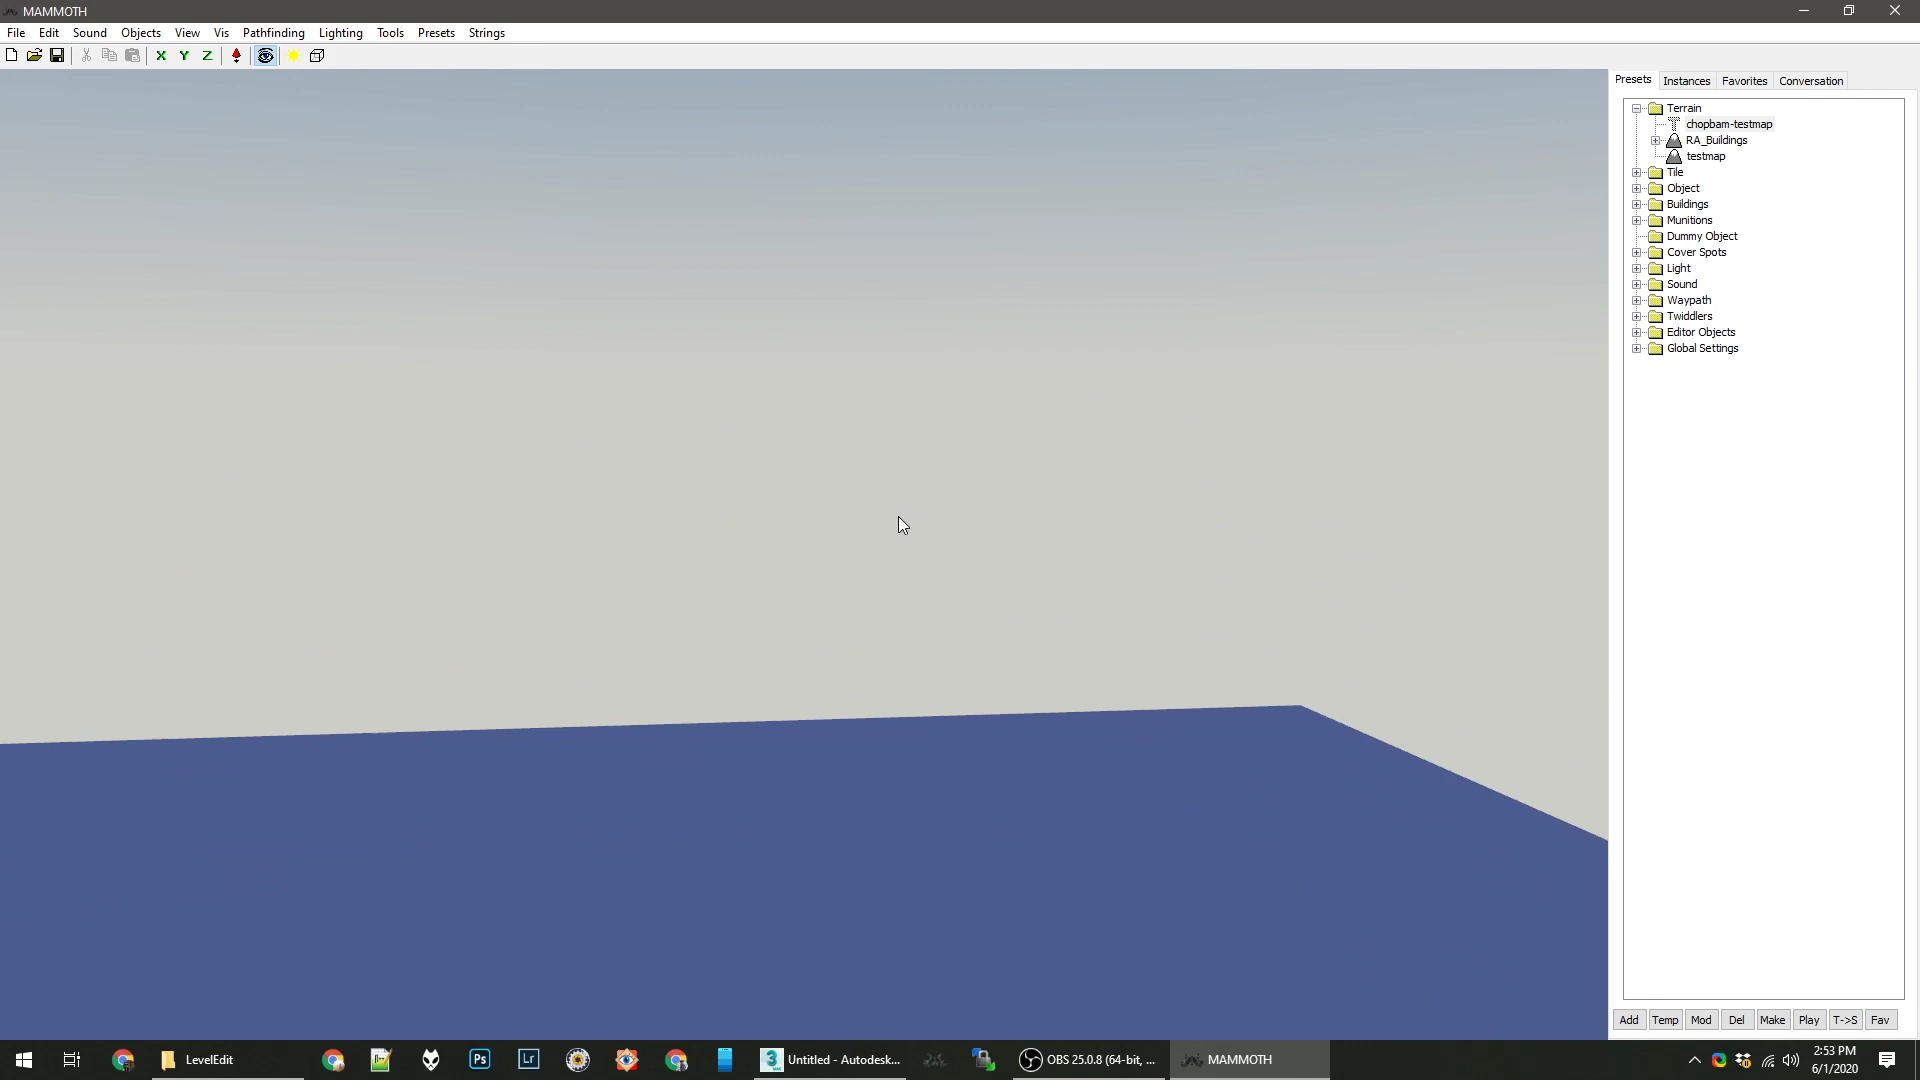 MAMMOTH
File Edit Sound Objects View Vis Pathfinding Lighting Tools Presets Strings
X Y Z
Presets Instances Favorites Conversation
Terrain
chopbam-testmap
RA_Buildings
testmap
Tile
Object
Buildings
Munitions
Dummy Object
Cover Spots
Light
Sound
Waypath
Twiddlers
Editor Objects
Global Settings
Add Temp Mod Del Make Play T->S Fav
LevelEdit Ps Lr 3 Untitled - Autodesk... OBS 25.0.8 (64-bit, ... MAMMOTH
2:53 PM
6/1/2020